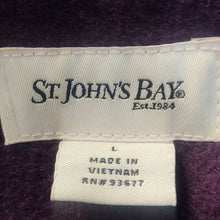 ST. JOHN'S BAY®
Est.1984
L
MADE IN
VIETNAM
RN# 93677